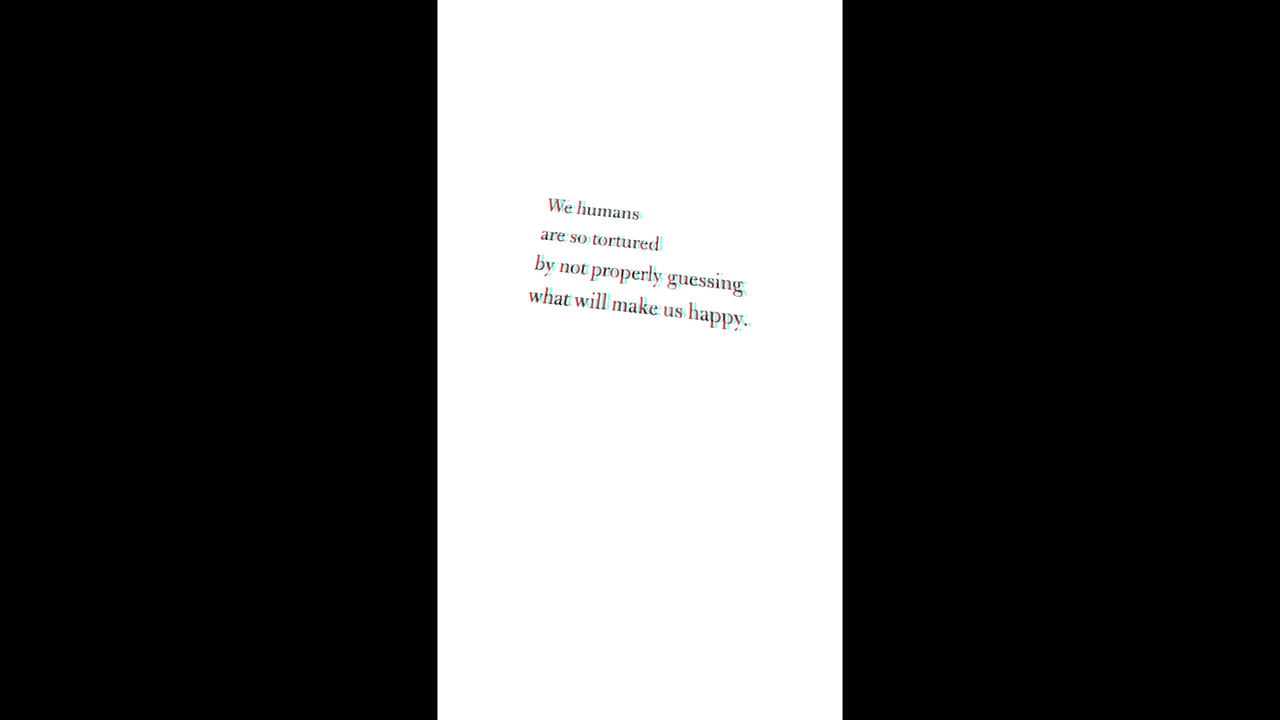 We humans
are so tortured
by not properly guessing
what will make us happy.